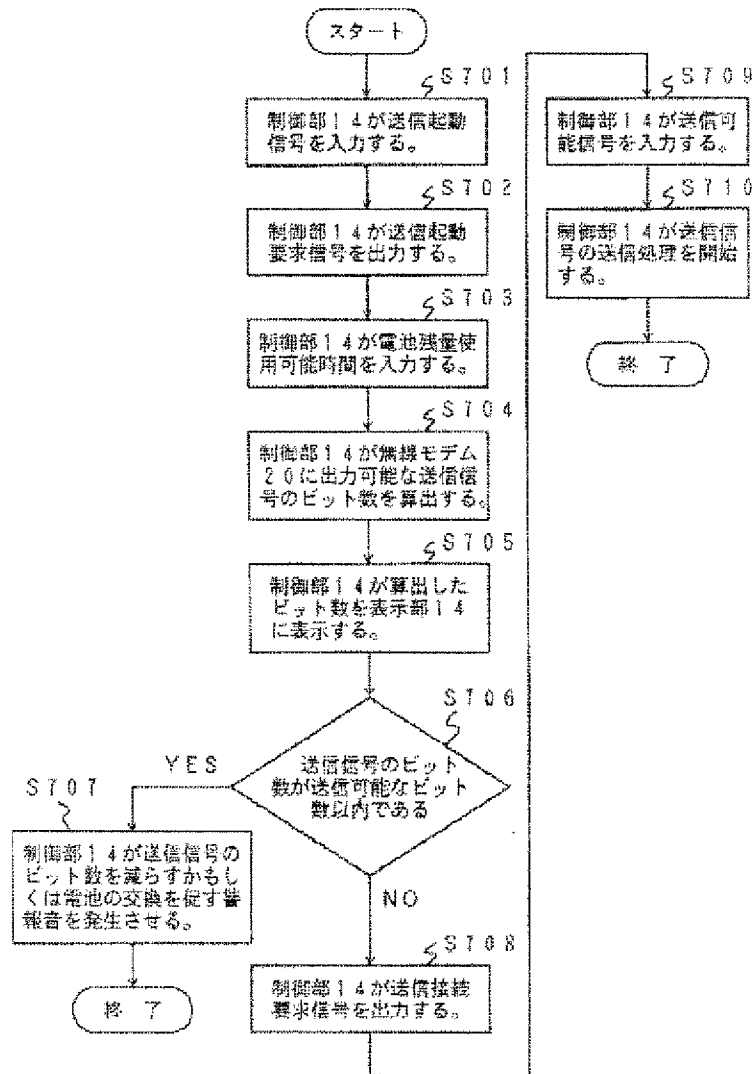 スタート
S701
制御部14が送信起動
信号を入力する。
S702
制御部14が送信起動
要求信号を出力する。
S703
制御部14が電池残量使
用可能時間を入力する。
S704
制御部14が無線モデム
20に出力可能な送信信
号のビット数を算出する。
S705
制御部14が算出した
ビット数を表示部14
に表示する。
S706
送信信号のビット
数が送信可能なビット
数以内である
YES
S707
制御部14が送信信号の
ビット数を減らすかもし
くは電池の交換を促す警
報音を発生させる。
終了
NO
S708
制御部14が送信接続
要求信号を出力する。
S709
制御部14が送信可
能信号を入力する。
S710
制御部14が送信信
号の送信処理を開始
する。
終了